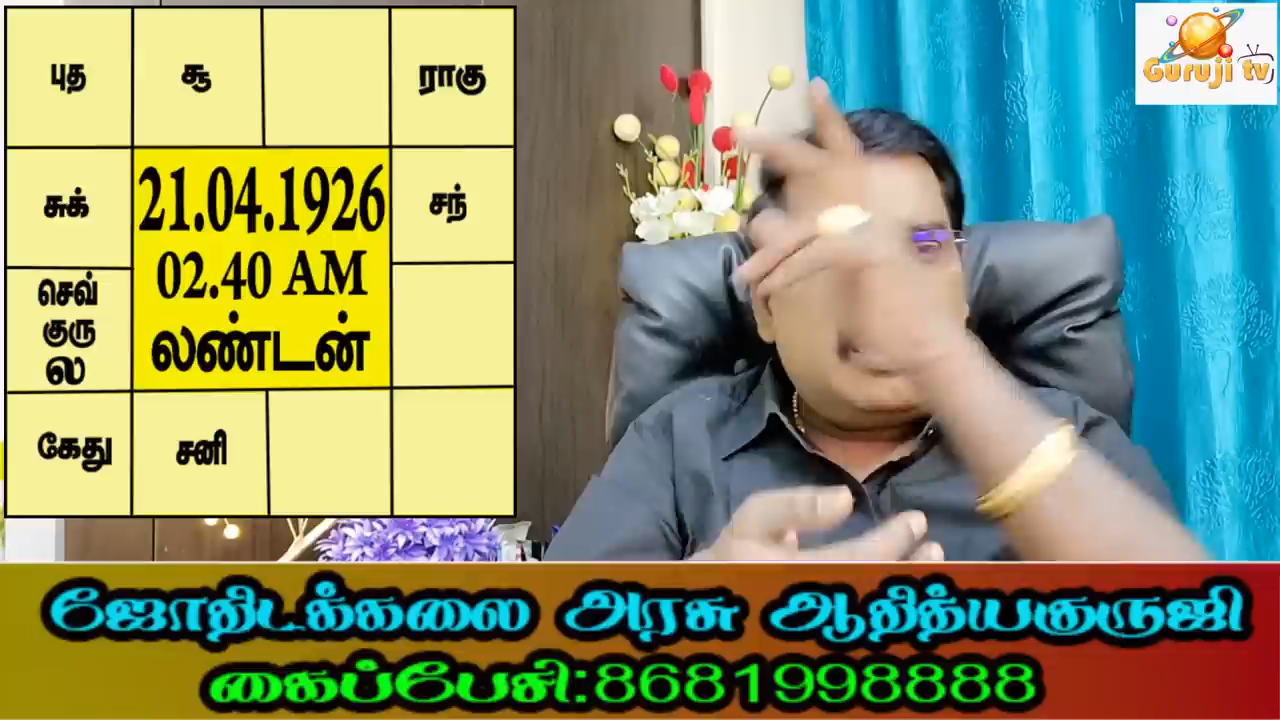 புத
சூ
ராகு
Guruji tv
சுக்
21.04.1926
02.40 AM
லண்டன்
சந்
செவ்
குரு
ல
கேது
சனி
ஜோதிடக்கலை அரசு ஆதித்யகுருஜி
கைப்பேசி:8681998888